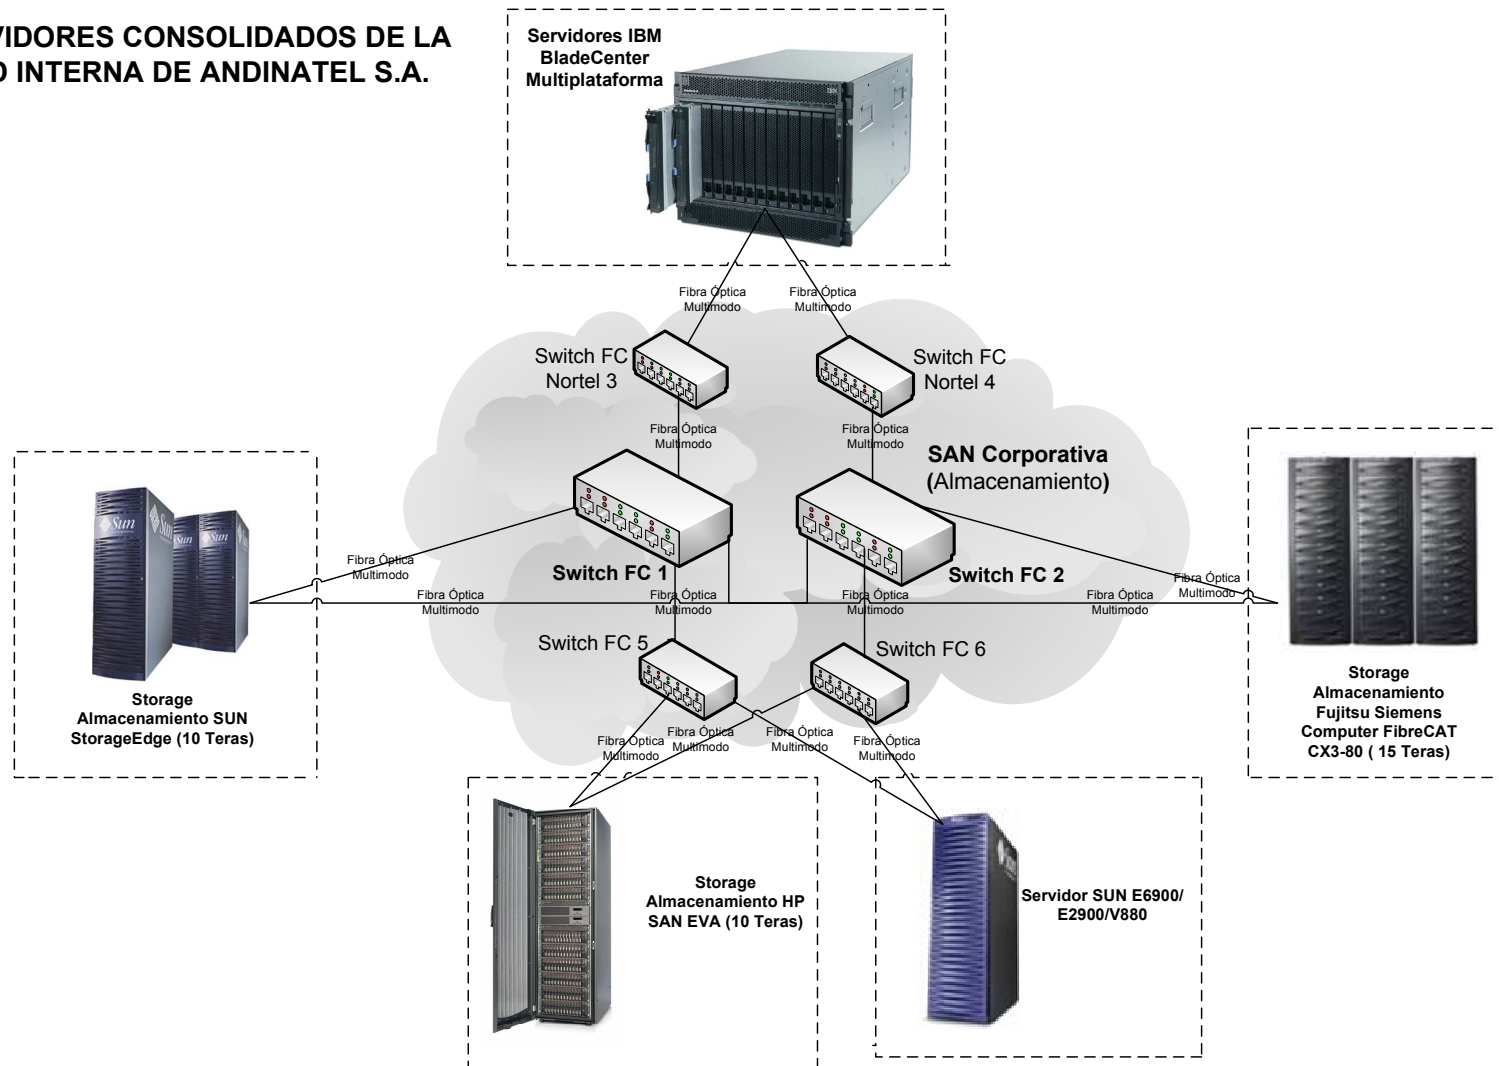 VIDORES CONSOLIDADOS DE LA
D INTERNA DE ANDINATEL S.A.
Servidores IBM
BladeCenter
Multiplataforma
IBM
Fibra Óptica
Multimodo
Fibra Óptica
Multimodo
Switch FC
Nortel 3
Switch FC
Nortel 4
Fibra Óptica
Multimodo
Fibra Óptica
Multimodo
SAN Corporativa
(Almacenamiento)
Sun
Sun
Sun
Fibra Óptica
Multimodo
Switch FC 1
Switch FC 2
Fibra Óptica
Multimodo
Fibra Óptica
Multimodo
Fibra Óptica
Multimodo
Fibra Óptica
Multimodo
Fibra Óptica
Multimodo
Switch FC 5
Switch FC 6
Storage
Almacenamiento SUN
StorageEdge (10 Teras)
Storage
Almacenamiento
Fujitsu Siemens
Computer FibreCAT
CX3-80 ( 15 Teras)
Fibra Óptica
Multimodo
Fibra Óptica
Multimodo
Fibra Óptica
Multimodo
Fibra Óptica
Multimodo
Storage
Almacenamiento HP
SAN EVA (10 Teras)
Servidor SUN E6900/
E2900/V880